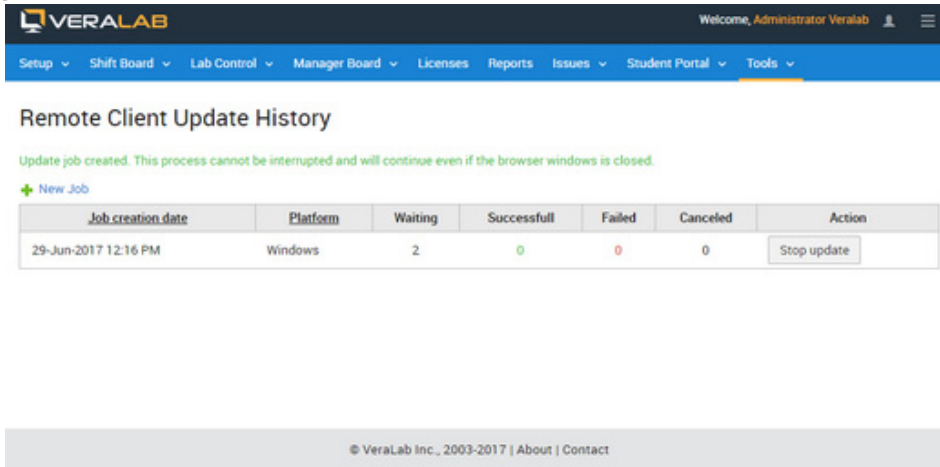 VERALAB
Welcome, Administrator Veralab
Setup Shift Board Lab Control Manager Board Licenses Reports Issues Student Portal Tools
Remote Client Update History
Update job created. This process cannot be interrupted and will continue even if the browser windows is closed.
New Job
Job creation date Platform Waiting Successfull Failed Canceled Action
29-Jun-2017 12:16 PM Windows 2 0 0 0 Stop update
© VeraLab Inc., 2003-2017 | About | Contact